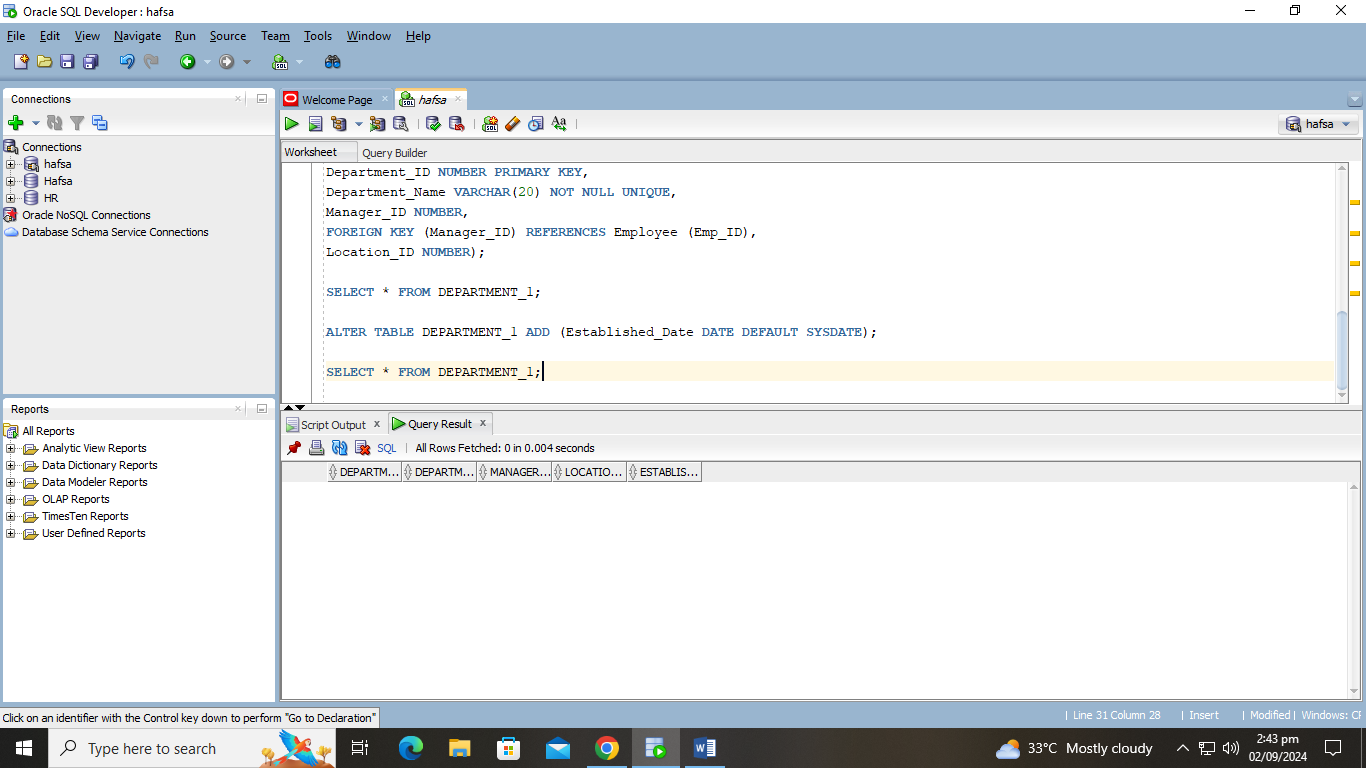 Oracle SQL Developer : hafsa
File Edit View Navigate Run Source Team Tools Window Help
Connections
Connections
hafsa
Hafsa
HR
Oracle NoSQL Connections
Database Schema Service Connections
Reports
All Reports
Analytic View Reports
Data Dictionary Reports
Data Modeler Reports
OLAP Reports
TimesTen Reports
User Defined Reports
Welcome Page hafsa
hafsa
Worksheet Query Builder
Department_ID NUMBER PRIMARY KEY,
Department_Name VARCHAR(20) NOT NULL UNIQUE,
Manager_ID NUMBER,
FOREIGN KEY (Manager_ID) REFERENCES Employee (Emp_ID),
Location_ID NUMBER);
SELECT * FROM DEPARTMENT_1;
ALTER TABLE DEPARTMENT_1 ADD (Established_Date DATE DEFAULT SYSDATE);
SELECT * FROM DEPARTMENT_1;
Script Output x Query Result x
SQL | All Rows Fetched: 0 in 0.004 seconds
DEPARTM... DEPARTM... MANAGER... LOCATIO... ESTABLIS...
Click on an identifier with the Control key down to perform "Go to Declaration"
| Line 31 Column 28 | Insert | Modified | Windows: CF
Type here to search
33°C Mostly cloudy
2:43 pm
02/09/2024